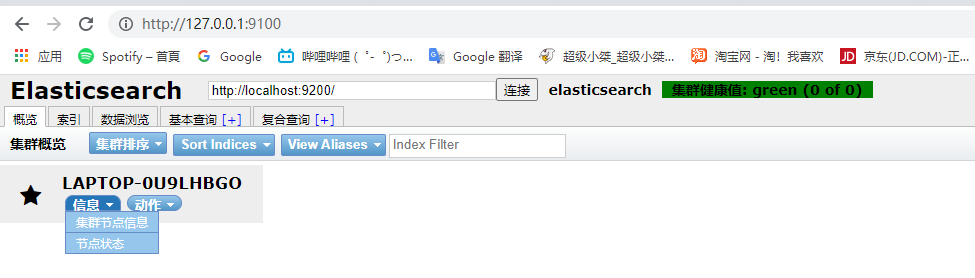 http://127.0.0.1:9100
应用 Spotify – 首頁 Google 哔哩哔哩 ( ゜- ゜)つ... Google 翻译 超级小桀_超级小桀... 淘宝网 - 淘！我喜欢 京东(JD.COM)-正...
Elasticsearch http://localhost:9200/ 连接 elasticsearch 集群健康值: green (0 of 0)
概览 索引 数据浏览 基本查询 [+] 复合查询 [+]
集群概览 集群排序 Sort Indices View Aliases Index Filter
LAPTOP-0U9LHBGO
信息 动作
集群节点信息
节点状态